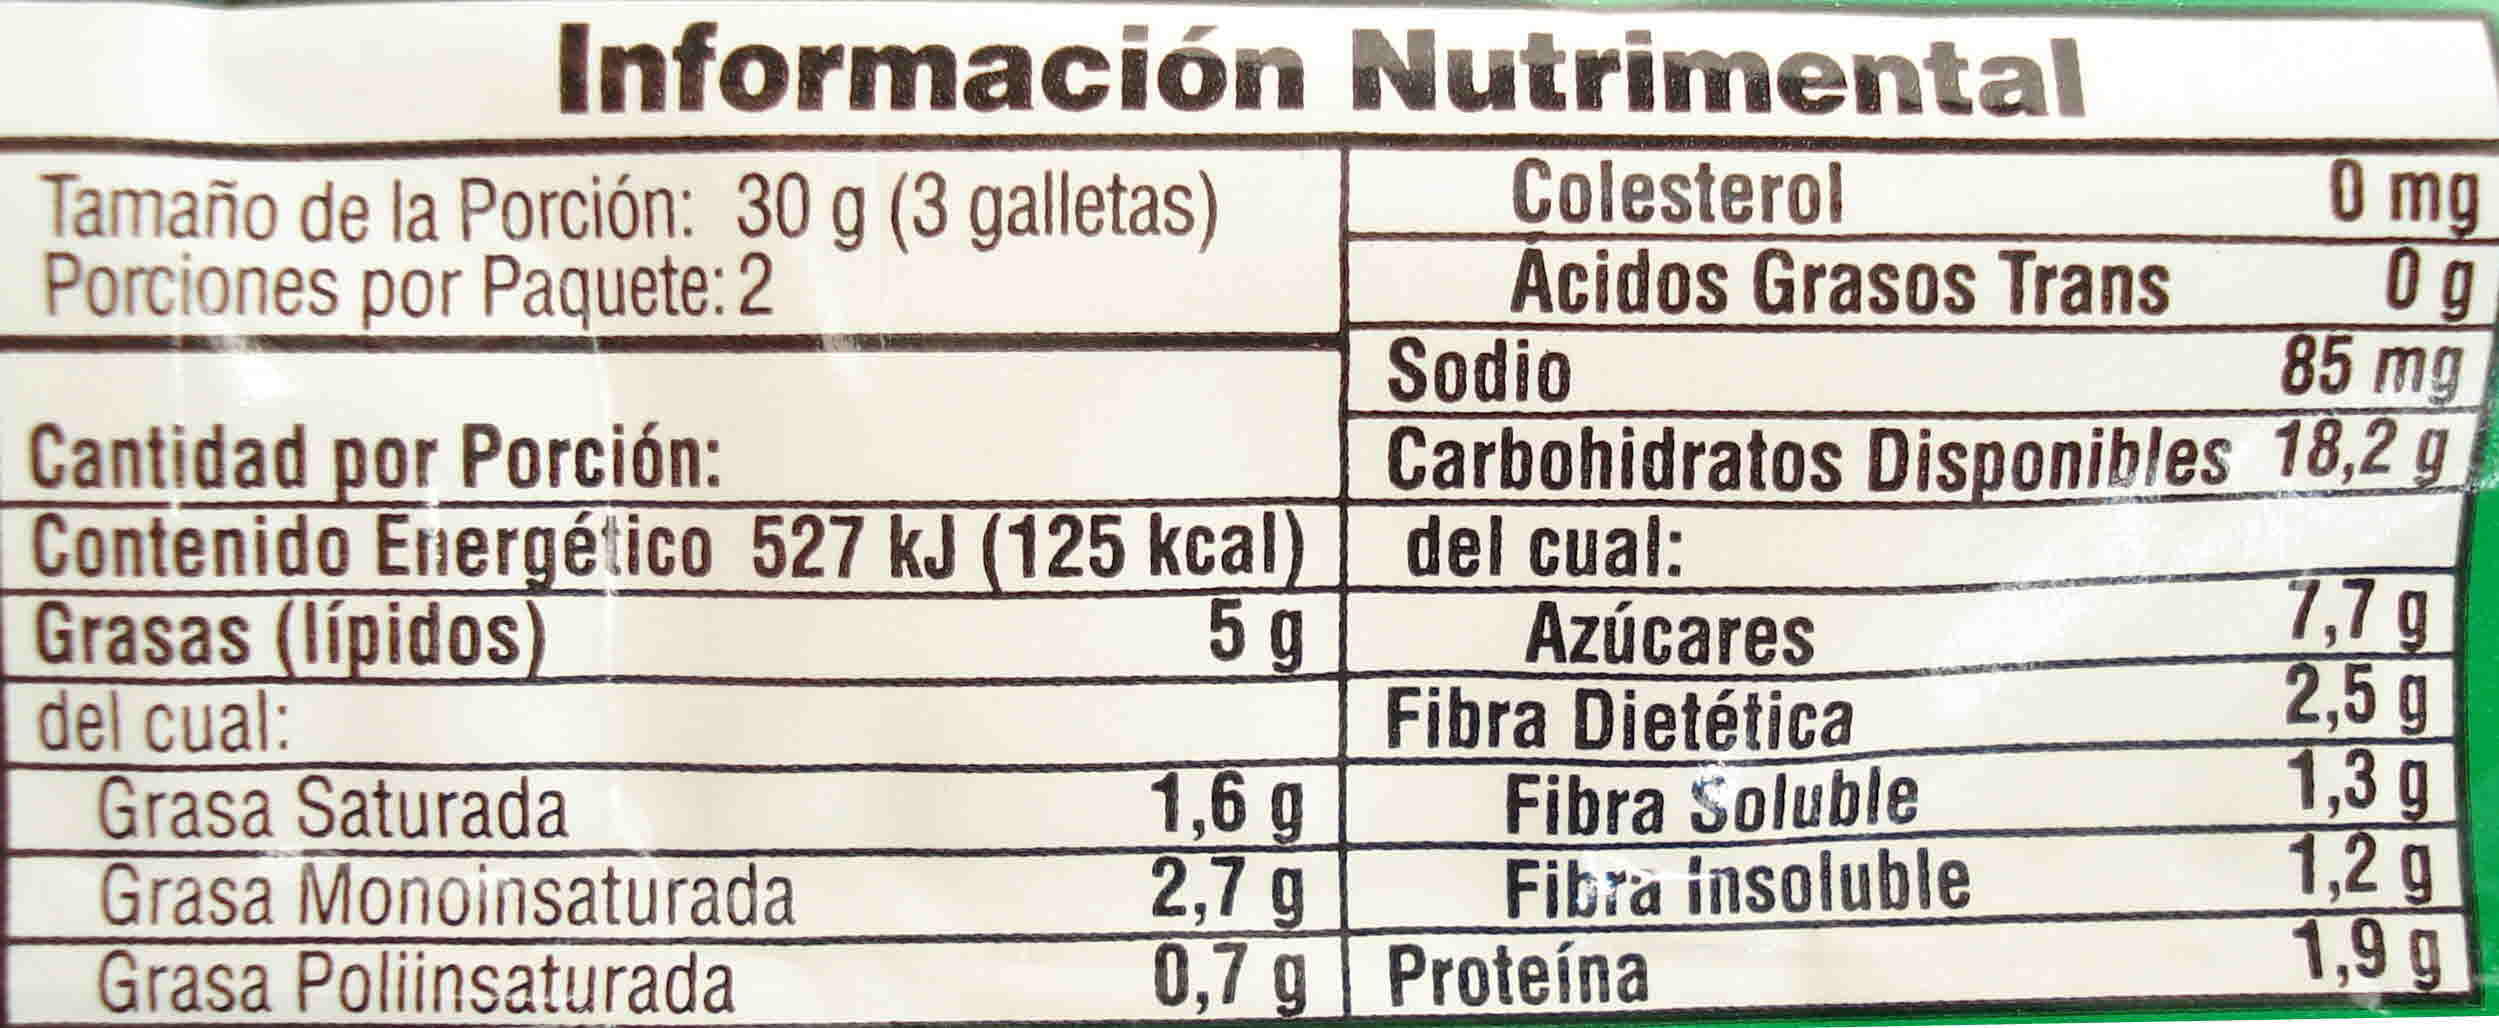 Información Nutrimental
Tamaño de la Porción: 30 g (3 galletas)
Porciones por Paquete: 2
Cantidad por Porción:
Contenido Energético 527 kJ (125 kcal)
Grasas (lípidos) 5 g
del cual:
Grasa Saturada 1,6 g
Grasa Monoinsaturada 2,7 g
Grasa Poliinsaturada 0,7 g
Colesterol 0 mg
Ácidos Grasos Trans 0 g
Sodio 85 mg
Carbohidratos Disponibles 18,2 g
del cual:
Azúcares 7,7 g
Fibra Dietética 2,5 g
Fibra Soluble 1,3 g
Fibra Insoluble 1,2 g
Proteína 1,9 g